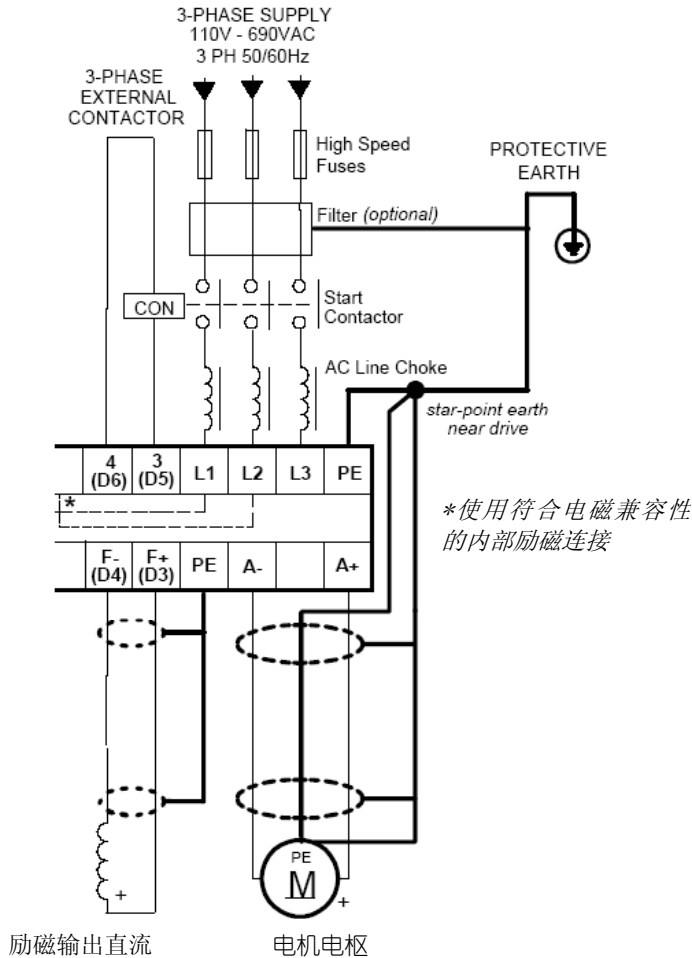 3-PHASE SUPPLY
110V - 690VAC
3 PH 50/60Hz
3-PHASE
EXTERNAL
CONTACTOR
High Speed
Fuses
PROTECTIVE
EARTH
Filter (optional)
CON
Start
Contactor
AC Line Choke
star-point earth
near drive
4 3 L1 L2 L3 PE
(D6) (D5)
*
*使用符合电磁兼容性
的内部励磁连接
F- F+ PE A- A+
(D4) (D3)
PE
M
+ +
励磁输出直流 电机电枢